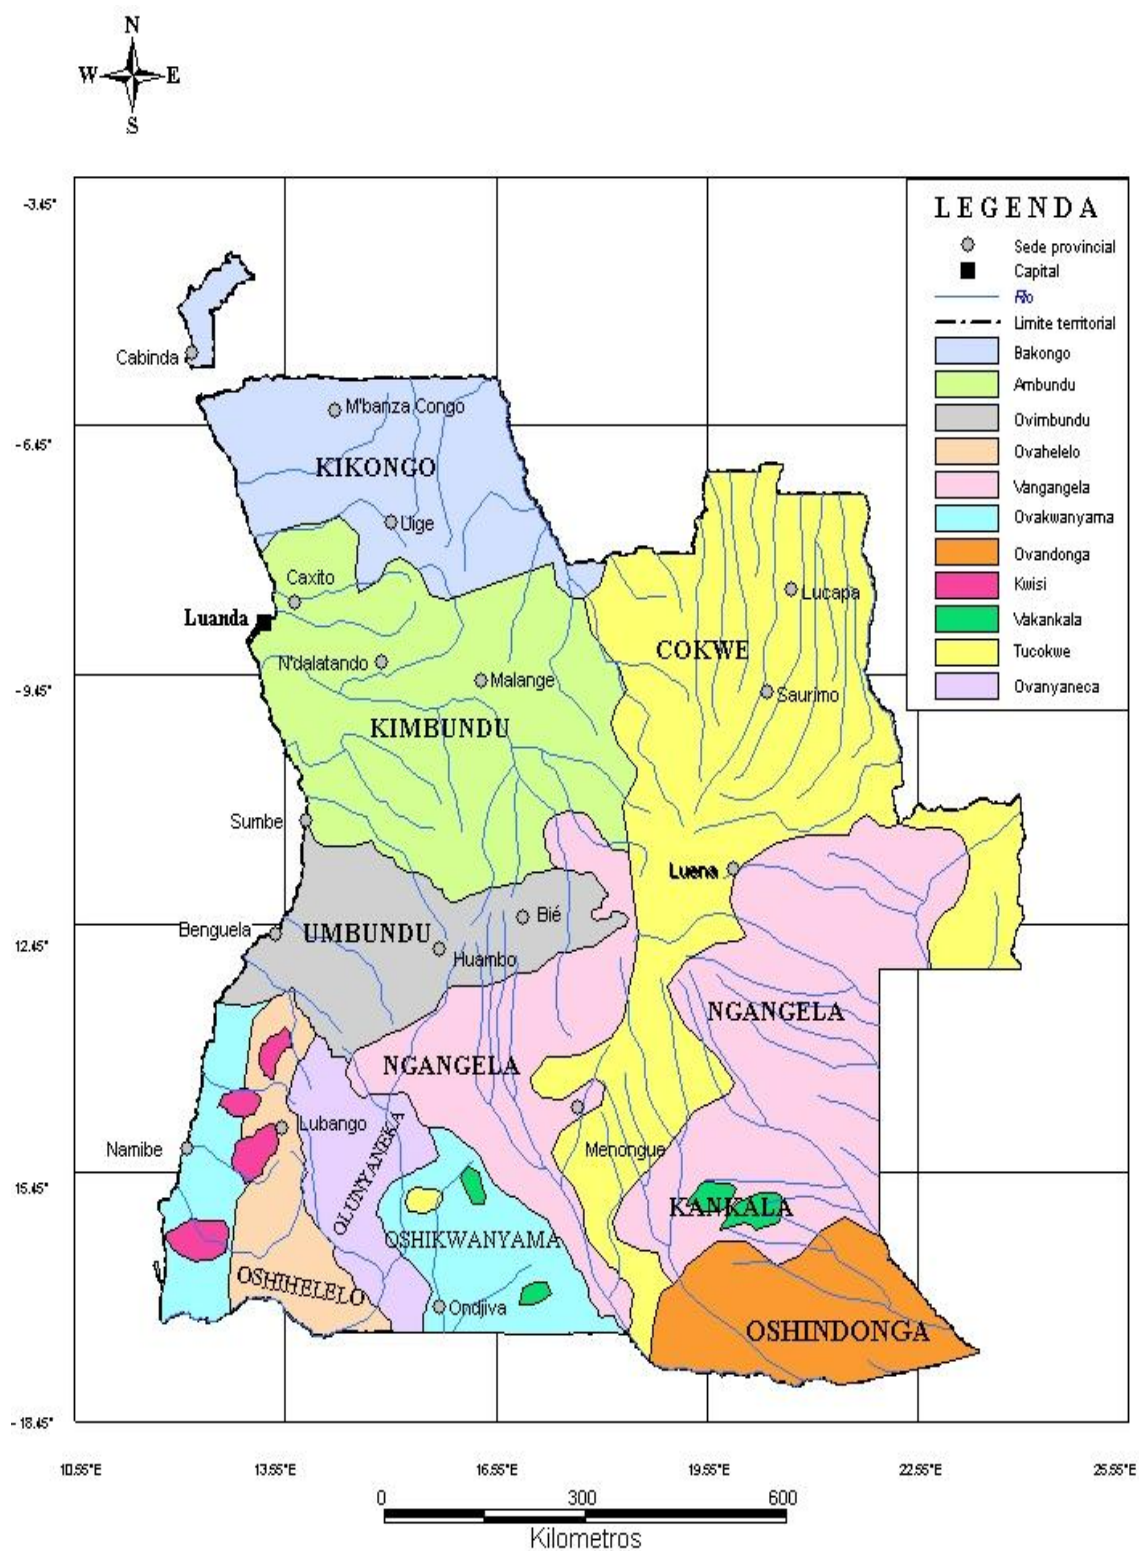 N
W E
S
LEGENDA
-3.45°
Sede provincial
Capital
Rio
Limite territorial
Cabinda
Bakongo
Ambundu
M'banza Congo
Ovimbundu
-6.45°
Ovahelelo
KIKONGO
Vangangela
Ovakwanyama
Uige
Ovandonga
Caxito
Kwisi
Lucapa
Luanda
Vakankala
COKWE
Tucokwe
N'dalatando
Malange
Ovanyaneca
-9.45°
Saurimo
KIMBUNDU
Sumbe
Luena
Bié
Benguela
UMBUNDU
12.45°
Huambo
NGANGELA
NGANGELA
Lubango
Namibe
Menongue
OLUNYANEKA
15.45°
KANKALA
OSHIKWANYAMA
OSHIHELELO
Ondjiva
OSHINDONGA
-18.45°
10.55°E 13.55°E 16.55°E 19.55°E 22.55°E 25.55°E
0 300 600
Kilometros